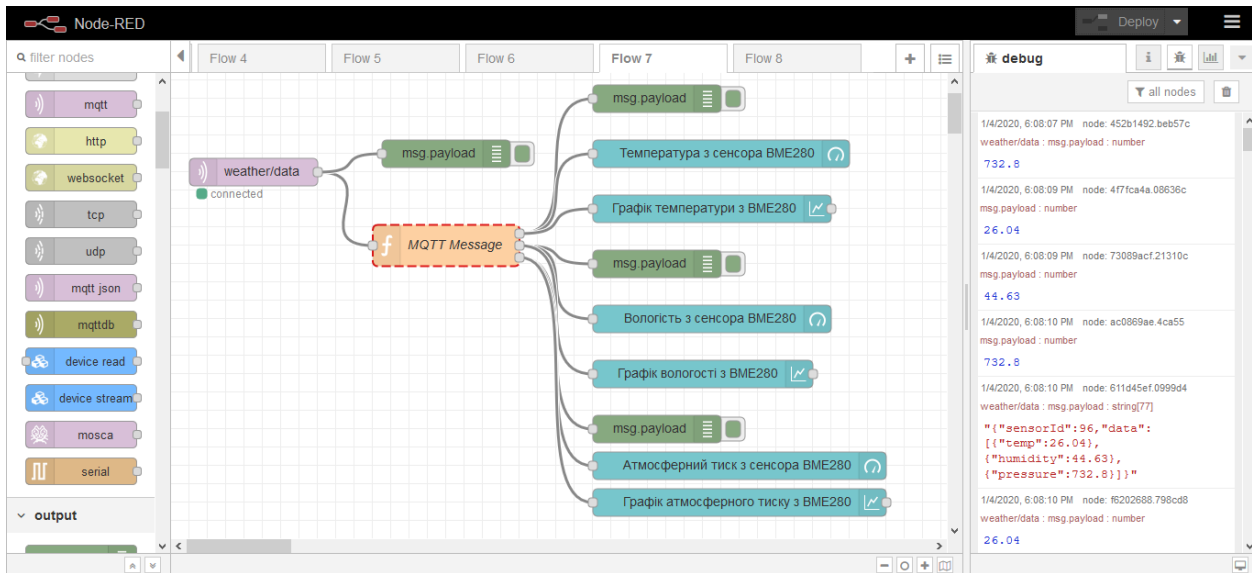 Node-RED
Deploy
filter nodes
Flow 4
Flow 5
Flow 6
Flow 7
Flow 8
debug
i
all nodes
mqtt
http
websocket
tcp
udp
mqtt json
mqttdb
device read
device stream
mosca
serial
output
weather/data
connected
msg.payload
MQTT Message
msg.payload
Температура з сенсора BME280
Графік температури з BME280
msg.payload
Вологість з сенсора BME280
Графік вологості з BME280
msg.payload
Атмосферний тиск з сенсора BME280
Графік атмосферного тиску з BME280
1/4/2020, 6:08:07 PM node: 452b1492.beb57c
weather/data : msg.payload : number
732.8
1/4/2020, 6:08:09 PM node: 4f7fca4a.08636c
msg.payload : number
26.04
1/4/2020, 6:08:09 PM node: 73089acf.21310c
msg.payload : number
44.63
1/4/2020, 6:08:10 PM node: ac0869ae.4ca55
msg.payload : number
732.8
1/4/2020, 6:08:10 PM node: 611d45ef.0999d4
weather/data : msg.payload : string[77]
"{"sensorId":96,"data":
[{"temp":26.04},
{"humidity":44.63},
{"pressure":732.8}]}"
1/4/2020, 6:08:10 PM node: f6202688.798cd8
weather/data : msg.payload : number
26.04